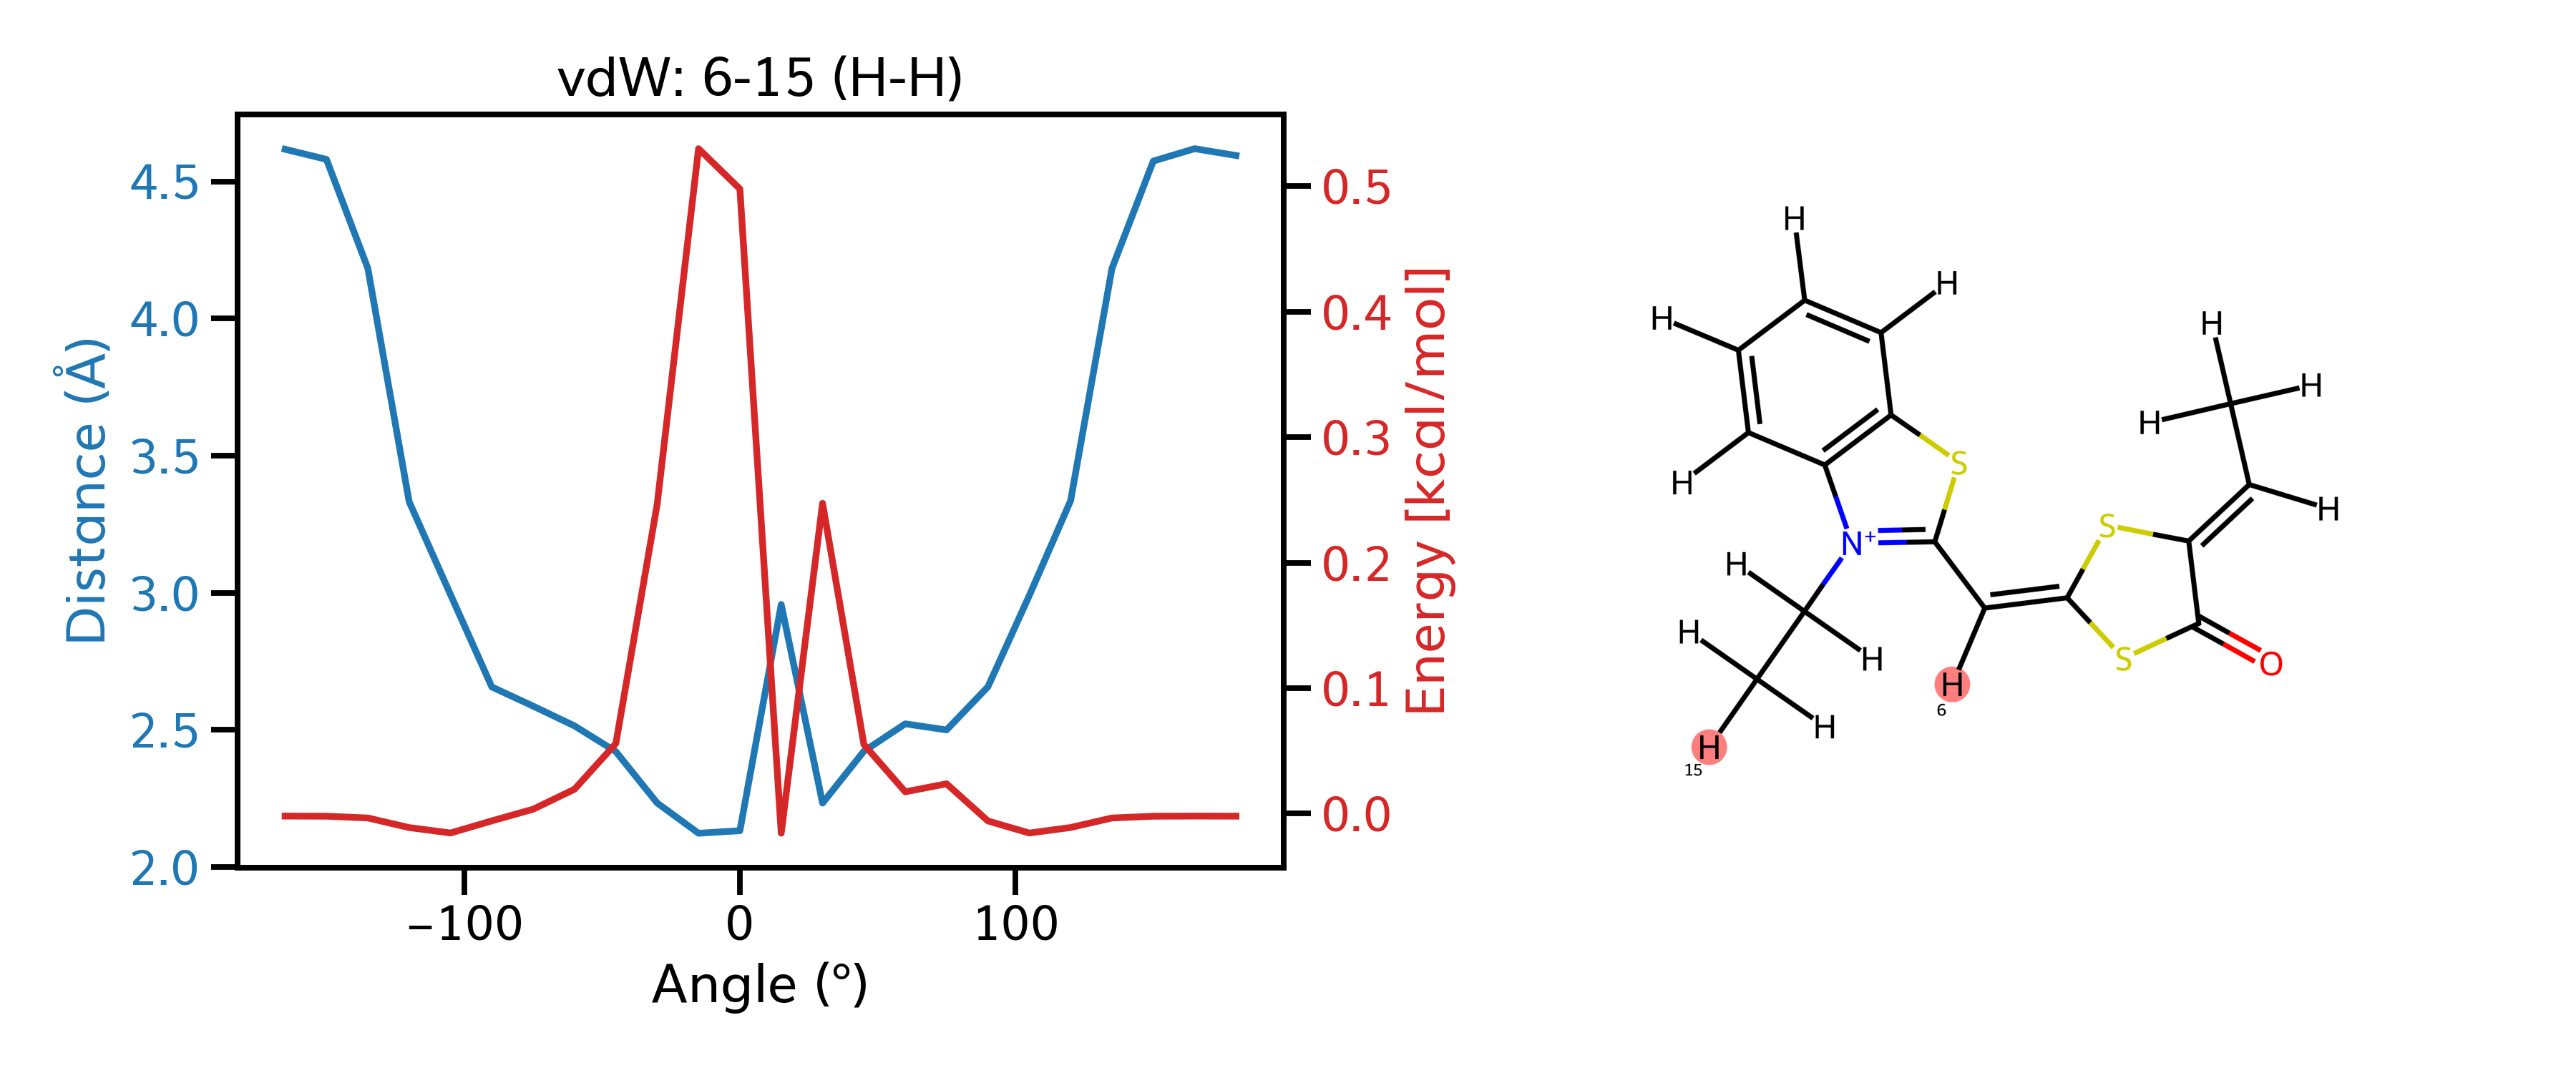 vdW: 6-15 (H-H)
Distance (Å)
4.5
4.0
3.5
3.0
2.5
2.0
−100
0
100
Angle (°)
0.5
0.4
0.3
0.2
0.1
0.0
Energy [kcal/mol]
H
H
H
H
H
H
S
H
S
H
N⁺
H
H
H
S
O
H
6
H
H
15
H